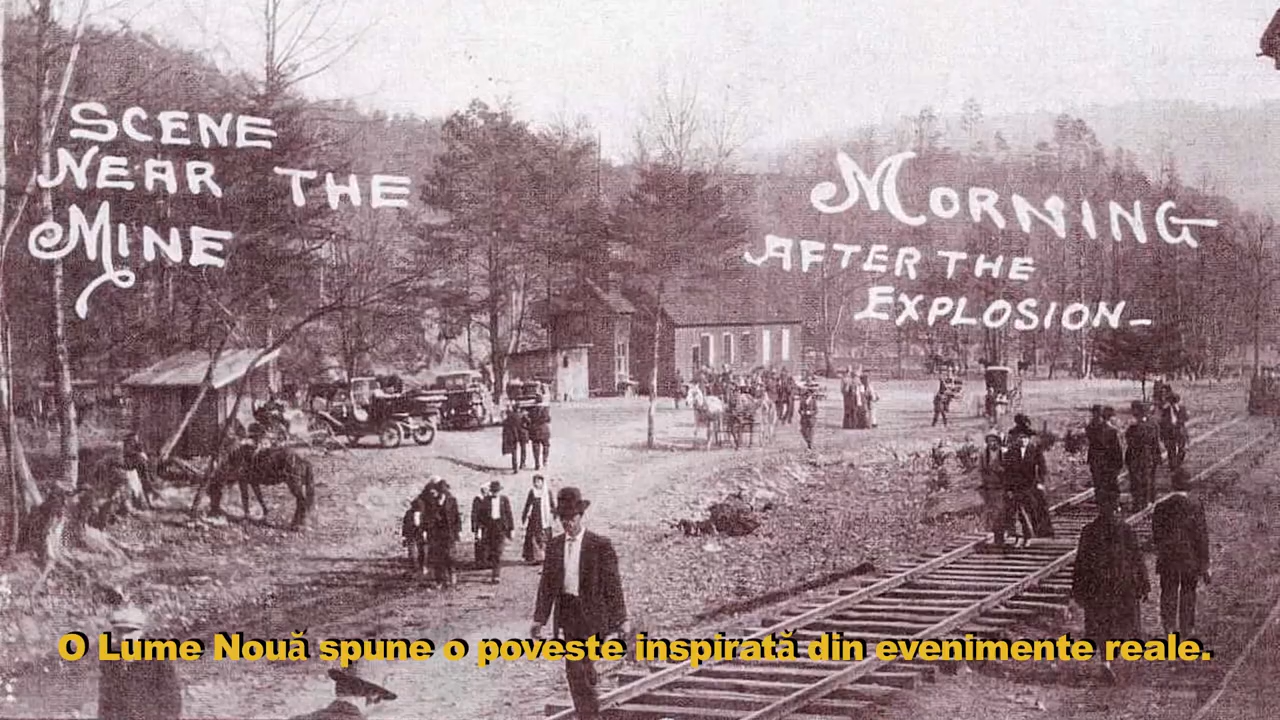 SCENE
NEAR THE
MINE
MORNING
AFTER THE
EXPLOSION–
O Lume Nouă spune o poveste inspirată din evenimente reale.